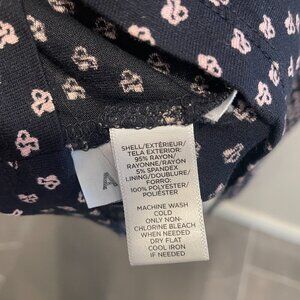 A
SHELL/EXTÉRIEUR/
TELA EXTERIOR:
95% RAYON/
RAYONNE/RAYON
5% SPANDEX
LINING/DOUBLURE/
FORRO:
100% POLYESTER/
POLIÉSTER
MACHINE WASH
COLD
ONLY NON-
CHLORINE BLEACH
WHEN NEEDED
DRY FLAT
COOL IRON
IF NEEDED